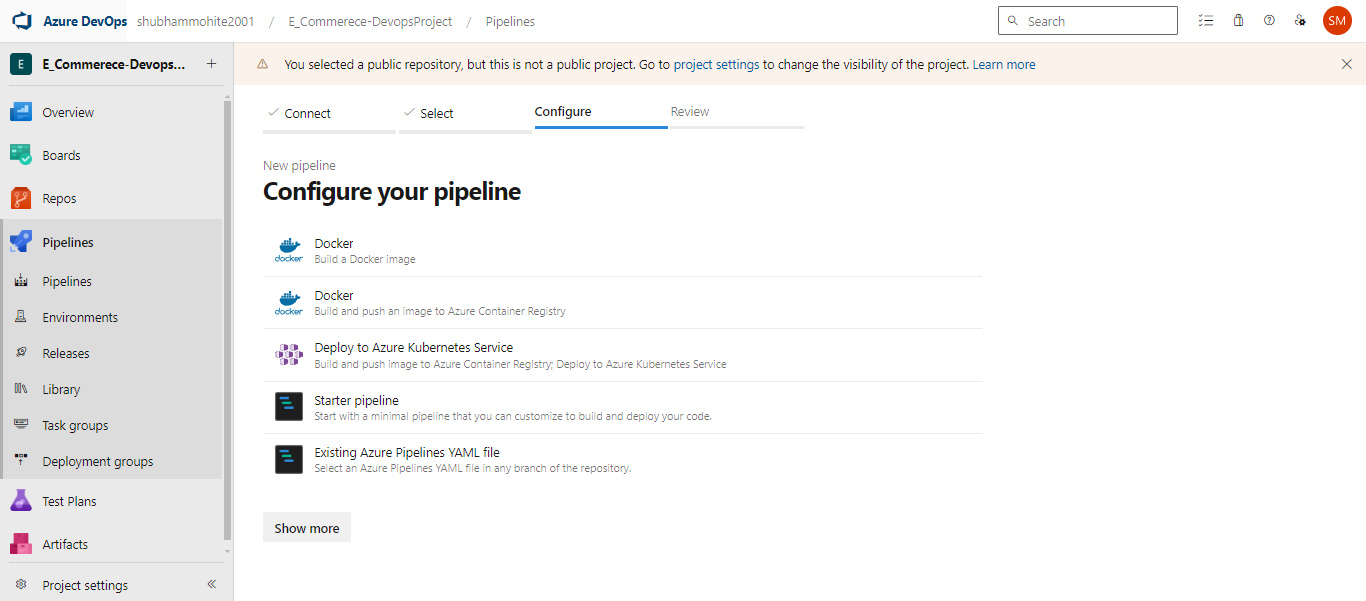 Azure DevOps shubhammohite2001 / E_Commerece-DevopsProject / Pipelines Search SM
E E_Commerece-Devops... +
You selected a public repository, but this is not a public project. Go to project settings to change the visibility of the project. Learn more
Overview
Boards
Repos
Pipelines
Pipelines
Environments
Releases
Library
Task groups
Deployment groups
Test Plans
Artifacts
Project settings
Connect Select Configure Review
New pipeline
Configure your pipeline
docker
Docker
Build a Docker image
docker
Docker
Build and push an image to Azure Container Registry
Deploy to Azure Kubernetes Service
Build and push image to Azure Container Registry; Deploy to Azure Kubernetes Service
Starter pipeline
Start with a minimal pipeline that you can customize to build and deploy your code.
Existing Azure Pipelines YAML file
Select an Azure Pipelines YAML file in any branch of the repository.
Show more